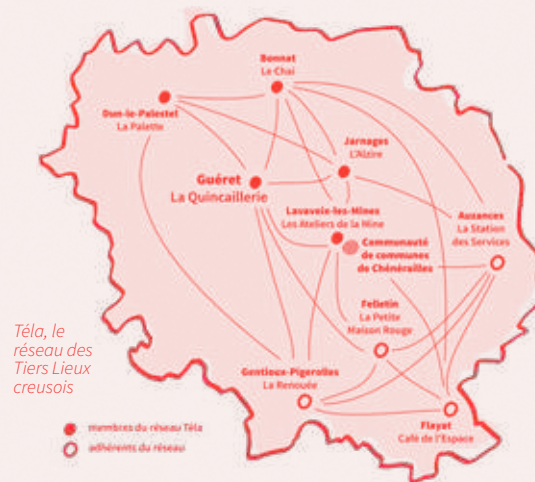 Bonnat
Le Chai
Dun-le-Palestel
La Palette
Jarnages
L'Alzire
Guéret
La Quincaillerie
Lavaveix-les-Mines
Les Ateliers de la Mine
Auzances
La Station
des Services
Communauté
de communes
de Chénérailles
Felletin
La Petite
Maison Rouge
Téla, le
réseau des
Tiers Lieux
creusois
Gentioux-Pigerolles
La Renouée
Flayat
Café de l'Espace
membres du réseau Téla
adhérents du réseau